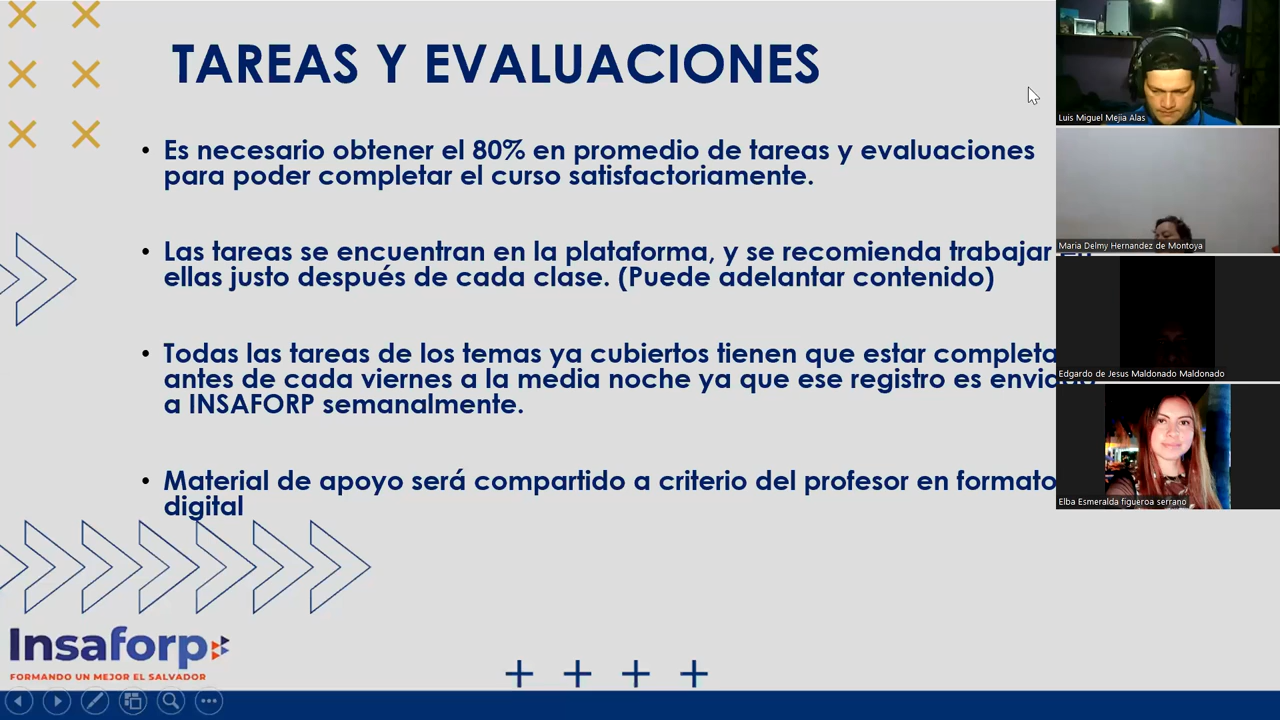 TAREAS Y EVALUACIONES
• Es necesario obtener el 80% en promedio de tareas y evaluaciones
para poder completar el curso satisfactoriamente.
• Las tareas se encuentran en la plataforma, y se recomienda trabajar
ellas justo después de cada clase. (Puede adelantar contenido)
• Todas las tareas de los temas ya cubiertos tienen que estar completa
antes de cada viernes a la media noche ya que ese registro es enviado
a INSAFORP semanalmente.
• Material de apoyo será compartido a criterio del profesor en formato
digital
Insaforp
FORMANDO UN MEJOR EL SALVADOR
Luis Miguel Mejia Alas
Maria Delmy Hernandez de Montoya
Edgardo de Jesus Maldonado Maldonado
Elba Esmeralda figueroa serrano